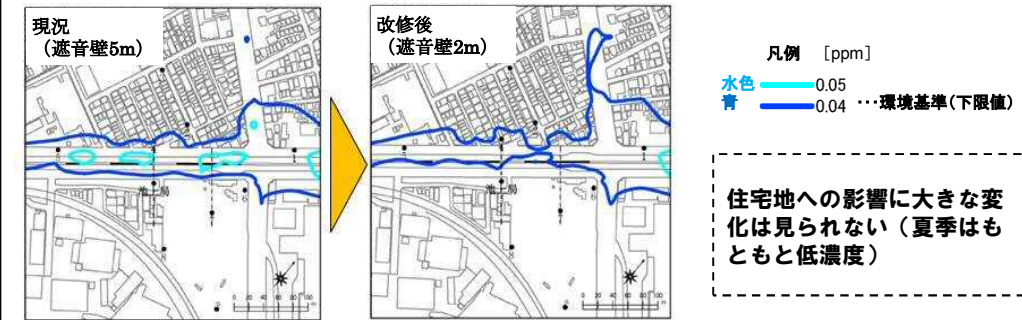 現況
（遮音壁5m）
改修後
（遮音壁2m）
凡例　[ppm]
水色 0.05
青 0.04 …環境基準(下限値)
住宅地への影響に大きな変
化は見られない（夏季はも
ともと低濃度）